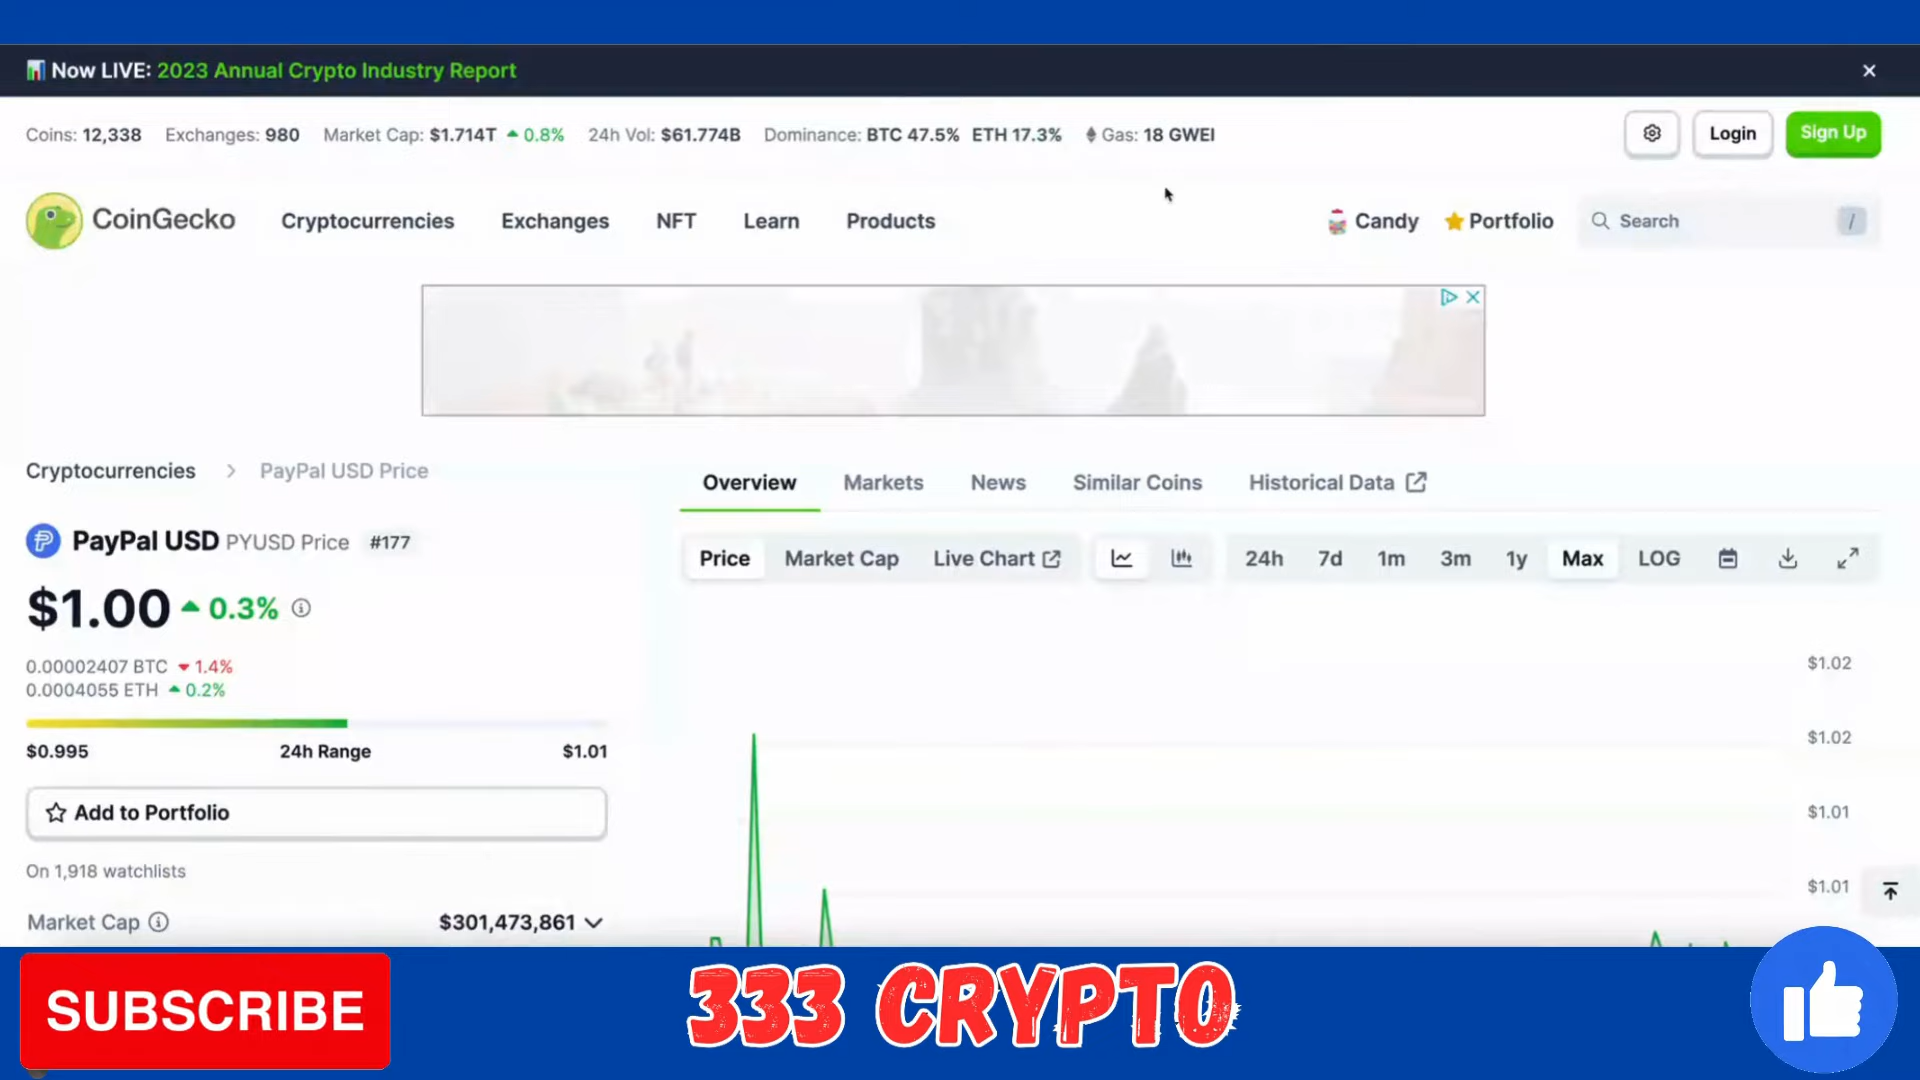 Now LIVE: 2023 Annual Crypto Industry Report
Coins: 12,338 Exchanges: 980 Market Cap: $1.714T 0.8% 24h Vol: $61.774B Dominance: BTC 47.5% ETH 17.3% Gas: 18 GWEI
Login
Sign Up
CoinGecko
Cryptocurrencies Exchanges NFT Learn Products
Candy Portfolio
Search /
Cryptocurrencies > PayPal USD Price
PayPal USD PYUSD Price #177
$1.00 0.3%
0.00002407 BTC 1.4%
0.0004055 ETH 0.2%
$0.995 24h Range $1.01
Add to Portfolio
On 1,918 watchlists
Market Cap $301,473,861
Overview Markets News Similar Coins Historical Data
Price Market Cap Live Chart 24h 7d 1m 3m 1y Max LOG
$1.02
$1.02
$1.01
$1.01
SUBSCRIBE
333 CRYPTO